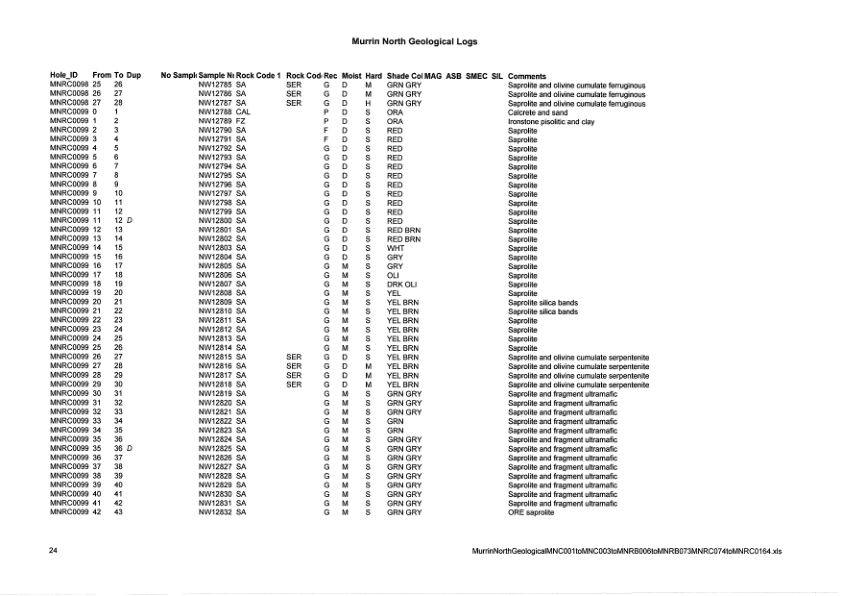 Murrin North Geological Logs
Hole_ID From To Dup No Sampl Sample N Rock Code 1 Rock Cod Rec Moist Hard Shade Col MAG ASB SMEC SIL Comments
MNRC0098 25 26 NW12785 SA SER G D M GRN GRY Saprolite and olivine cumulate ferruginous
MNRC0098 26 27 NW12786 SA SER G D M GRN GRY Saprolite and olivine cumulate ferruginous
MNRC0098 27 28 NW12787 SA SER G D H GRN GRY Saprolite and olivine cumulate ferruginous
MNRC0099 0 1 NW12788 CAL P D S ORA Calcrete and sand
MNRC0099 1 2 NW12789 FZ P D S ORA Ironstone pisolitic and clay
MNRC0099 2 3 NW12790 SA F D S RED Saprolite
MNRC0099 3 4 NW12791 SA F D S RED Saprolite
MNRC0099 4 5 NW12792 SA G D S RED Saprolite
MNRC0099 5 6 NW12793 SA G D S RED Saprolite
MNRC0099 6 7 NW12794 SA G D S RED Saprolite
MNRC0099 7 8 NW12795 SA G D S RED Saprolite
MNRC0099 8 9 NW12796 SA G D S RED Saprolite
MNRC0099 9 10 NW12797 SA G D S RED Saprolite
MNRC0099 10 11 NW12798 SA G D S RED Saprolite
MNRC0099 11 12 NW12799 SA G D S RED Saprolite
MNRC0099 11 12 D NW12800 SA G D S RED Saprolite
MNRC0099 12 13 NW12801 SA G D S RED BRN Saprolite
MNRC0099 13 14 NW12802 SA G D S RED BRN Saprolite
MNRC0099 14 15 NW12803 SA G D S WHT Saprolite
MNRC0099 15 16 NW12804 SA G D S GRY Saprolite
MNRC0099 16 17 NW12805 SA G M S GRY Saprolite
MNRC0099 17 18 NW12806 SA G M S OLI Saprolite
MNRC0099 18 19 NW12807 SA G M S DRK OLI Saprolite
MNRC0099 19 20 NW12808 SA G M S YEL Saprolite
MNRC0099 20 21 NW12809 SA G M S YEL BRN Saprolite silica bands
MNRC0099 21 22 NW12810 SA G M S YEL BRN Saprolite silica bands
MNRC0099 22 23 NW12811 SA G M S YEL BRN Saprolite
MNRC0099 23 24 NW12812 SA G M S YEL BRN Saprolite
MNRC0099 24 25 NW12813 SA G M S YEL BRN Saprolite
MNRC0099 25 26 NW12814 SA G M S YEL BRN Saprolite
MNRC0099 26 27 NW12815 SA SER G D S YEL BRN Saprolite and olivine cumulate serpentenite
MNRC0099 27 28 NW12816 SA SER G D M YEL BRN Saprolite and olivine cumulate serpentenite
MNRC0099 28 29 NW12817 SA SER G D M YEL BRN Saprolite and olivine cumulate serpentenite
MNRC0099 29 30 NW12818 SA SER G D M YEL BRN Saprolite and olivine cumulate serpentenite
MNRC0099 30 31 NW12819 SA G M S GRN GRY Saprolite and fragment ultramafic
MNRC0099 31 32 NW12820 SA G M S GRN GRY Saprolite and fragment ultramafic
MNRC0099 32 33 NW12821 SA G M S GRN GRY Saprolite and fragment ultramafic
MNRC0099 33 34 NW12822 SA G M S GRN Saprolite and fragment ultramafic
MNRC0099 34 35 NW12823 SA G M S GRN Saprolite and fragment ultramafic
MNRC0099 35 36 NW12824 SA G M S GRN GRY Saprolite and fragment ultramafic
MNRC0099 35 36 D NW12825 SA G M S GRN GRY Saprolite and fragment ultramafic
MNRC0099 36 37 NW12826 SA G M S GRN GRY Saprolite and fragment ultramafic
MNRC0099 37 38 NW12827 SA G M S GRN GRY Saprolite and fragment ultramafic
MNRC0099 38 39 NW12828 SA G M S GRN GRY Saprolite and fragment ultramafic
MNRC0099 39 40 NW12829 SA G M S GRN GRY Saprolite and fragment ultramafic
MNRC0099 40 41 NW12830 SA G M S GRN GRY Saprolite and fragment ultramafic
MNRC0099 41 42 NW12831 SA G M S GRN GRY Saprolite and fragment ultramafic
MNRC0099 42 43 NW12832 SA G M S GRN GRY ORE saprolite
24 MurrinNorthGeologicalMNC001toMNC003toMNRB006toMNRB073MNRC074toMNRC0164.xls